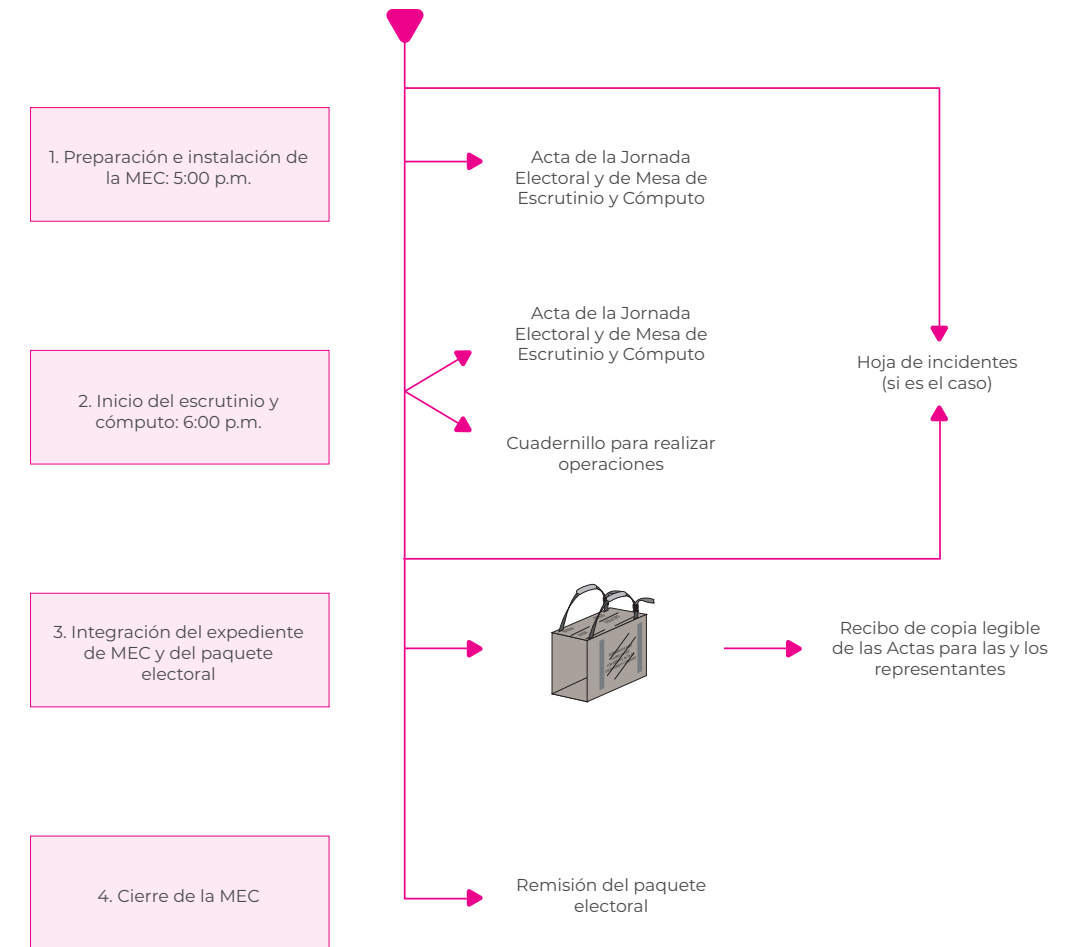 1. Preparación e instalación de
la MEC: 5:00 p.m.
Acta de la Jornada
Electoral y de Mesa de
Escrutinio y Cómputo
2. Inicio del escrutinio y
cómputo: 6:00 p.m.
Acta de la Jornada
Electoral y de Mesa de
Escrutinio y Cómputo
Cuadernillo para realizar
operaciones
Hoja de incidentes
(si es el caso)
3. Integración del expediente
de MEC y del paquete
electoral
Recibo de copia legible
de las Actas para las y los
representantes
4. Cierre de la MEC
Remisión del paquete
electoral